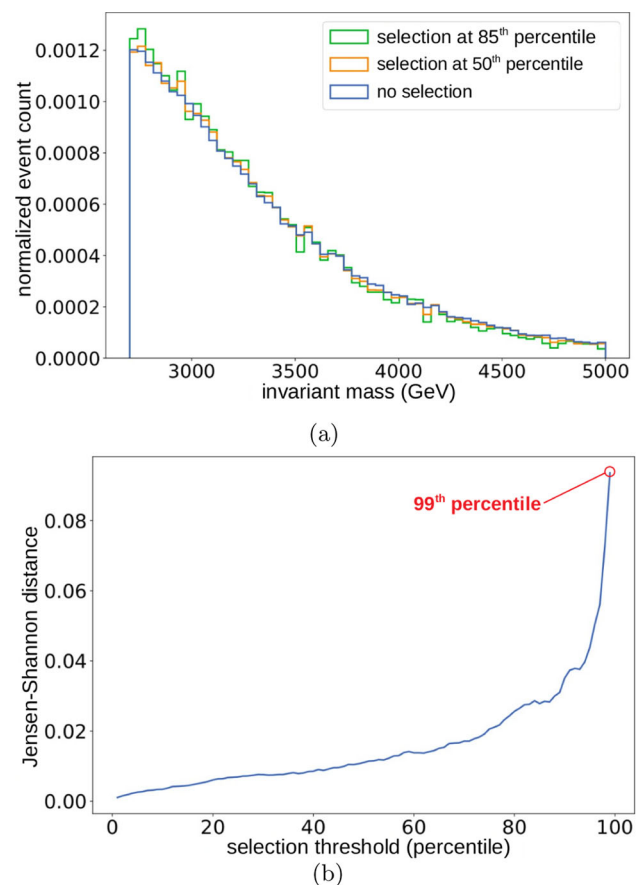 0.0012
0.0010
0.0008
0.0006
0.0004
0.0002
0.0000
normalized event count
selection at 85th percentile
selection at 50th percentile
no selection
3000 3500 4000 4500 5000
invariant mass (GeV)
(a)
0.08
0.06
0.04
0.02
0.00
Jensen-Shannon distance
99th percentile
0 20 40 60 80 100
selection threshold (percentile)
(b)